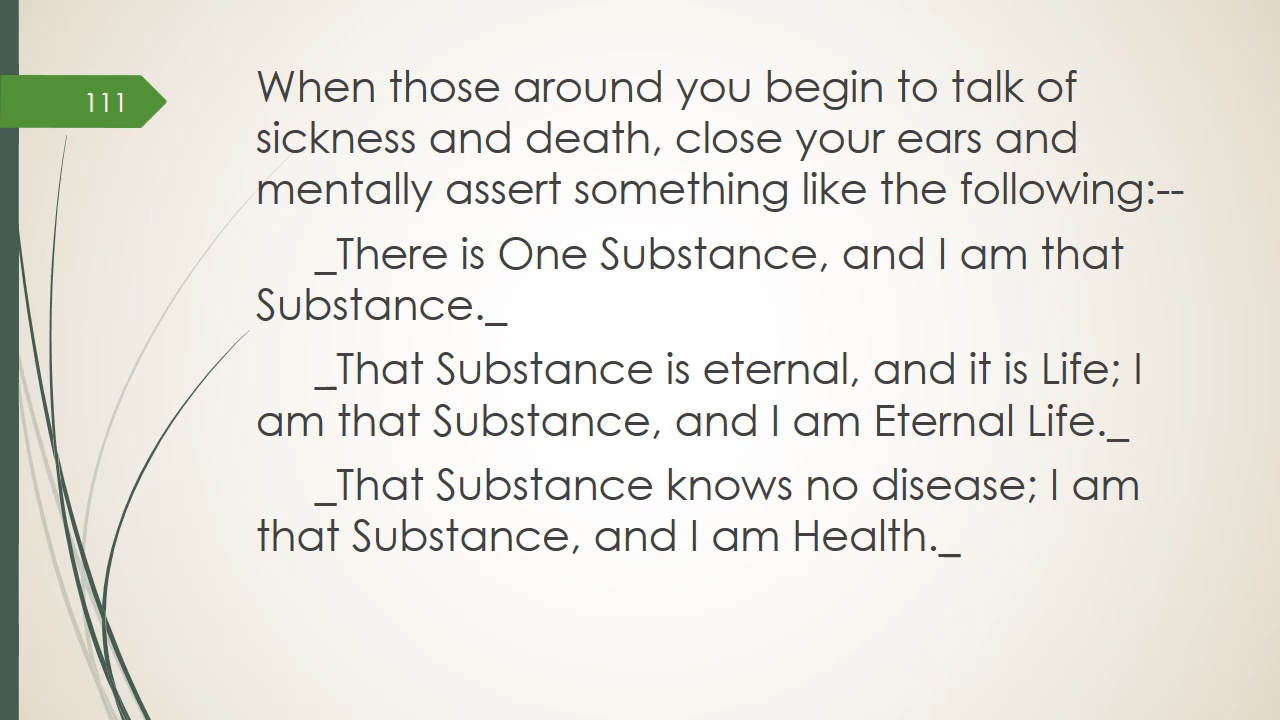 111
When those around you begin to talk of
sickness and death, close your ears and
mentally assert something like the following:--
_There is One Substance, and I am that
Substance._
_That Substance is eternal, and it is Life; I
am that Substance, and I am Eternal Life._
_That Substance knows no disease; I am
that Substance, and I am Health._